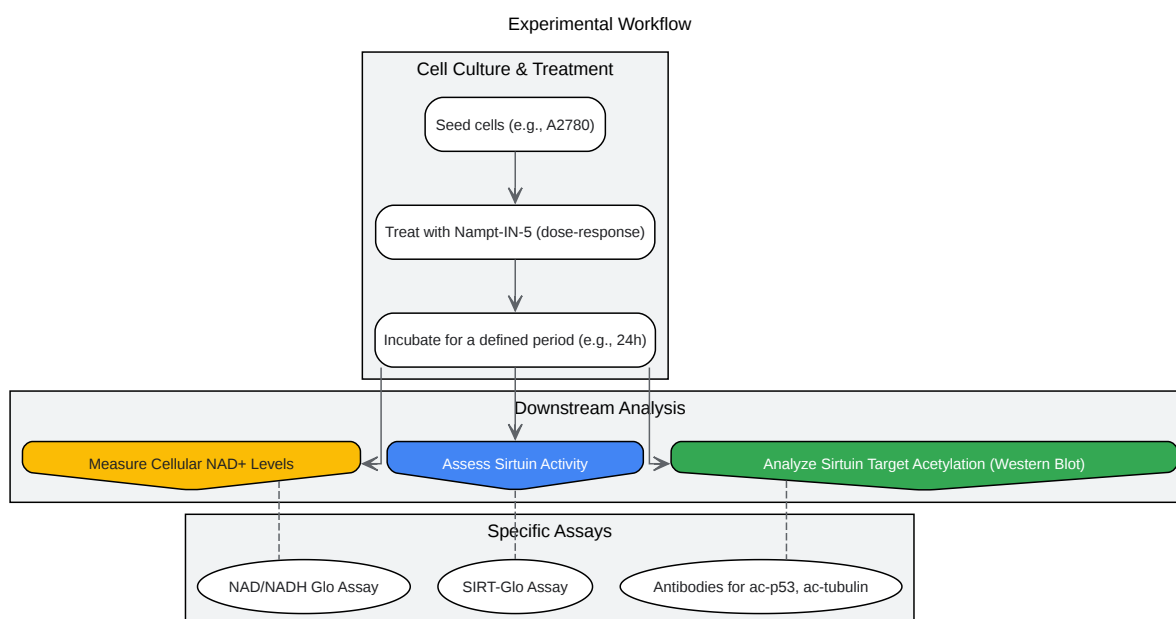 Experimental Workflow
Cell Culture & Treatment
Seed cells (e.g., A2780)
Treat with Nampt-IN-5 (dose-response)
Incubate for a defined period (e.g., 24h)
Downstream Analysis
Measure Cellular NAD+ Levels
Assess Sirtuin Activity
Analyze Sirtuin Target Acetylation (Western Blot)
Specific Assays
NAD/NADH Glo Assay
SIRT-Glo Assay
Antibodies for ac-p53, ac-tubulin